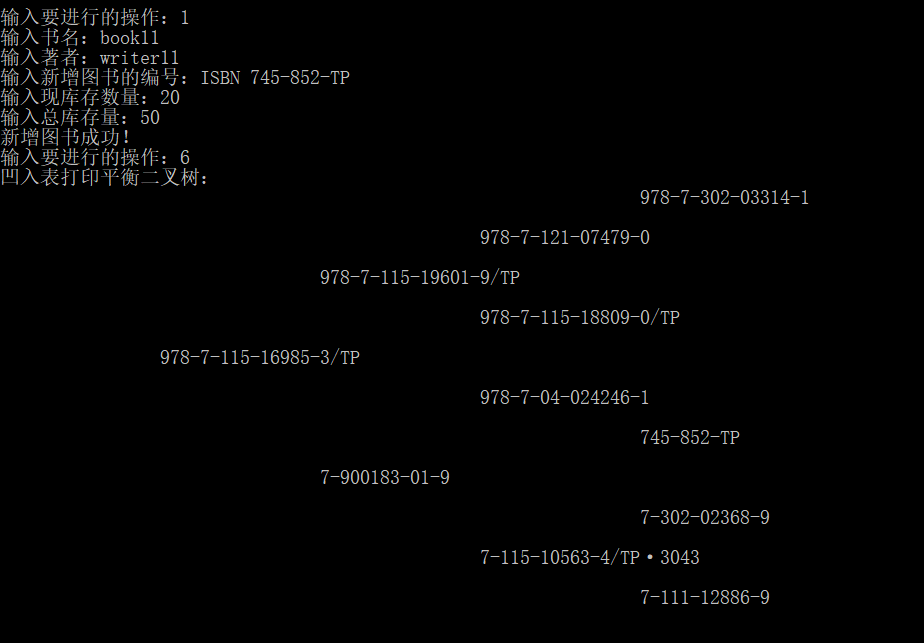 输入要进行的操作：1
输入书名：book11
输入著者：writer11
输入新增图书的编号：ISBN 745-852-TP
输入现库存数量：20
输入总库存量：50
新增图书成功！
输入要进行的操作：6
凹入表打印平衡二叉树：
978-7-302-03314-1
978-7-121-07479-0
978-7-115-19601-9/TP
978-7-115-18809-0/TP
978-7-115-16985-3/TP
978-7-04-024246-1
745-852-TP
7-900183-01-9
7-302-02368-9
7-115-10563-4/TP·3043
7-111-12886-9